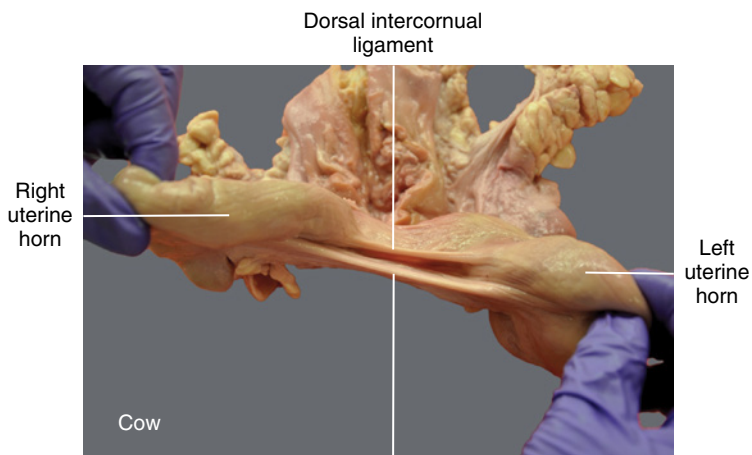 Dorsal intercornual
ligament
Right
uterine
horn
Left
uterine
horn
Cow